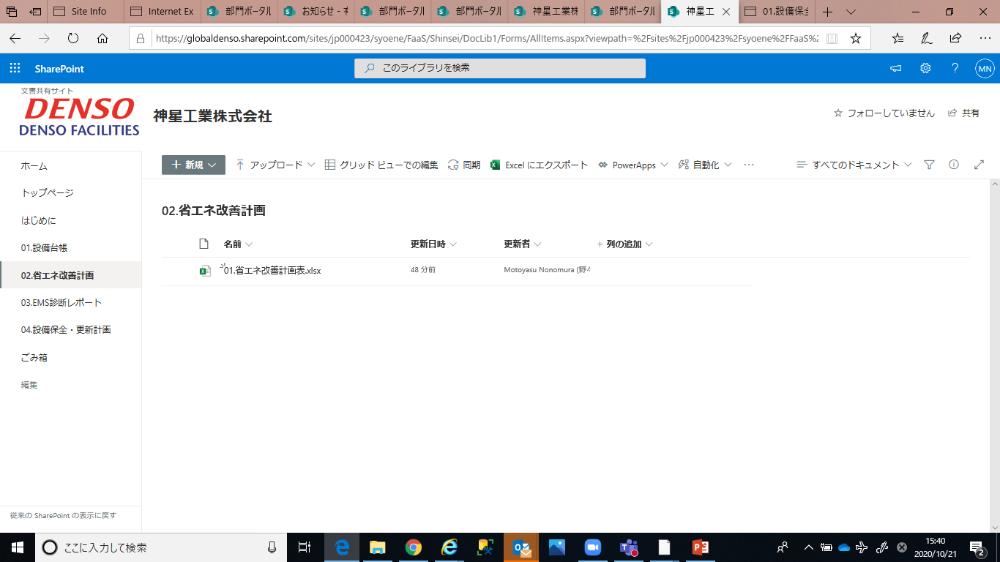 Site Info
Internet Ex
部門ポータル
お知らせ - 有
部門ポータル
部門ポータル
神星工業株
部門ポータル
神星工
01.設備保全
https://globaldenso.sharepoint.com/sites/jp000423/syoene/FaaS/Shinsei/DocLib1/Forms/AllItems.aspx?viewpath=%2Fsites%2Fjp000423%2Fsyoene%2FFaaS%2
SharePoint
このライブラリを検索
MN
文書共有サイト
DENSO
DENSO FACILITIES
神星工業株式会社
フォローしていません
共有
ホーム
トップページ
はじめに
01.設備台帳
02.省エネ改善計画
03.EMS診断レポート
04.設備保全・更新計画
ごみ箱
編集
従来の SharePoint の表示に戻す
新規
アップロード
グリッド ビューでの編集
同期
Excel にエクスポート
PowerApps
自動化
すべてのドキュメント
02.省エネ改善計画
名前
更新日時
更新者
列の追加
01.省エネ改善計画表.xlsx
48 分前
Motoyasu Nonomura (野々
ここに入力して検索
15:40
2020/10/21
2